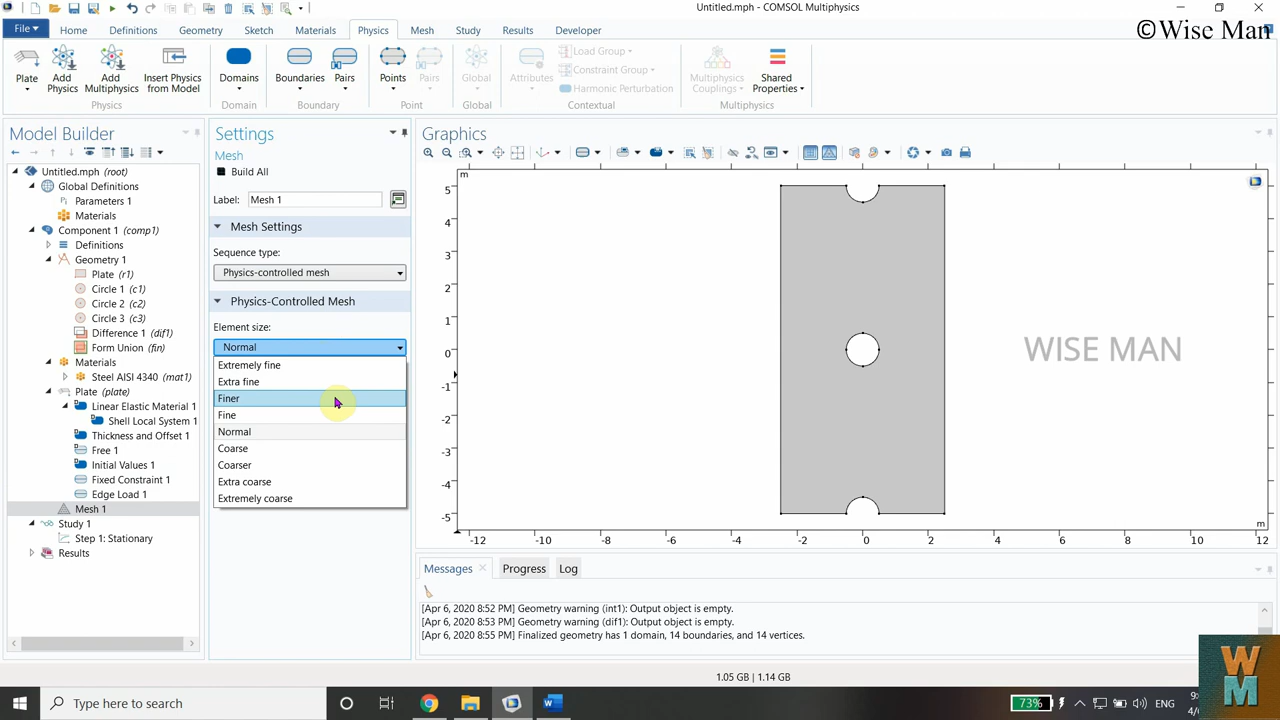 Untitled.mph - COMSOL Multiphysics
©Wise Man
File
Home
Definitions
Geometry
Sketch
Materials
Physics
Mesh
Study
Results
Developer
Plate
Add
Physics
Add
Multiphysics
Insert Physics
from Model
Domains
Boundaries
Pairs
Points
Pairs
Global
Attributes
Load Group
Constraint Group
Harmonic Perturbation
Multiphysics
Couplings
Shared
Properties
Physics
Domain
Boundary
Point
Global
Contextual
Multiphysics
Model Builder
Untitled.mph (root)
Global Definitions
Parameters 1
Materials
Component 1 (comp1)
Definitions
Geometry 1
Plate (r1)
Circle 1 (c1)
Circle 2 (c2)
Circle 3 (c3)
Difference 1 (dif1)
Form Union (fin)
Materials
Steel AISI 4340 (mat1)
Plate (plate)
Linear Elastic Material 1
Shell Local System 1
Thickness and Offset 1
Free 1
Initial Values 1
Fixed Constraint 1
Edge Load 1
Mesh 1
Study 1
Step 1: Stationary
Results
Settings
Mesh
Build All
Label: Mesh 1
Mesh Settings
Sequence type:
Physics-controlled mesh
Physics-Controlled Mesh
Element size:
Normal
Extremely fine
Extra fine
Finer
Fine
Normal
Coarse
Coarser
Extra coarse
Extremely coarse
Graphics
m
5
4
3
2
1
0
-1
-2
-3
-4
-5
WISE MAN
m
-12 -10 -8 -6 -4 -2 0 2 4 6 8 10 12
Messages
Progress
Log
[Apr 6, 2020 8:52 PM] Geometry warning (int1): Output object is empty.
[Apr 6, 2020 8:53 PM] Geometry warning (dif1): Output object is empty.
[Apr 6, 2020 8:55 PM] Finalized geometry has 1 domain, 14 boundaries, and 14 vertices.
1.05 GB | 1.14 GB
Type here to search
73%
ENG
WM